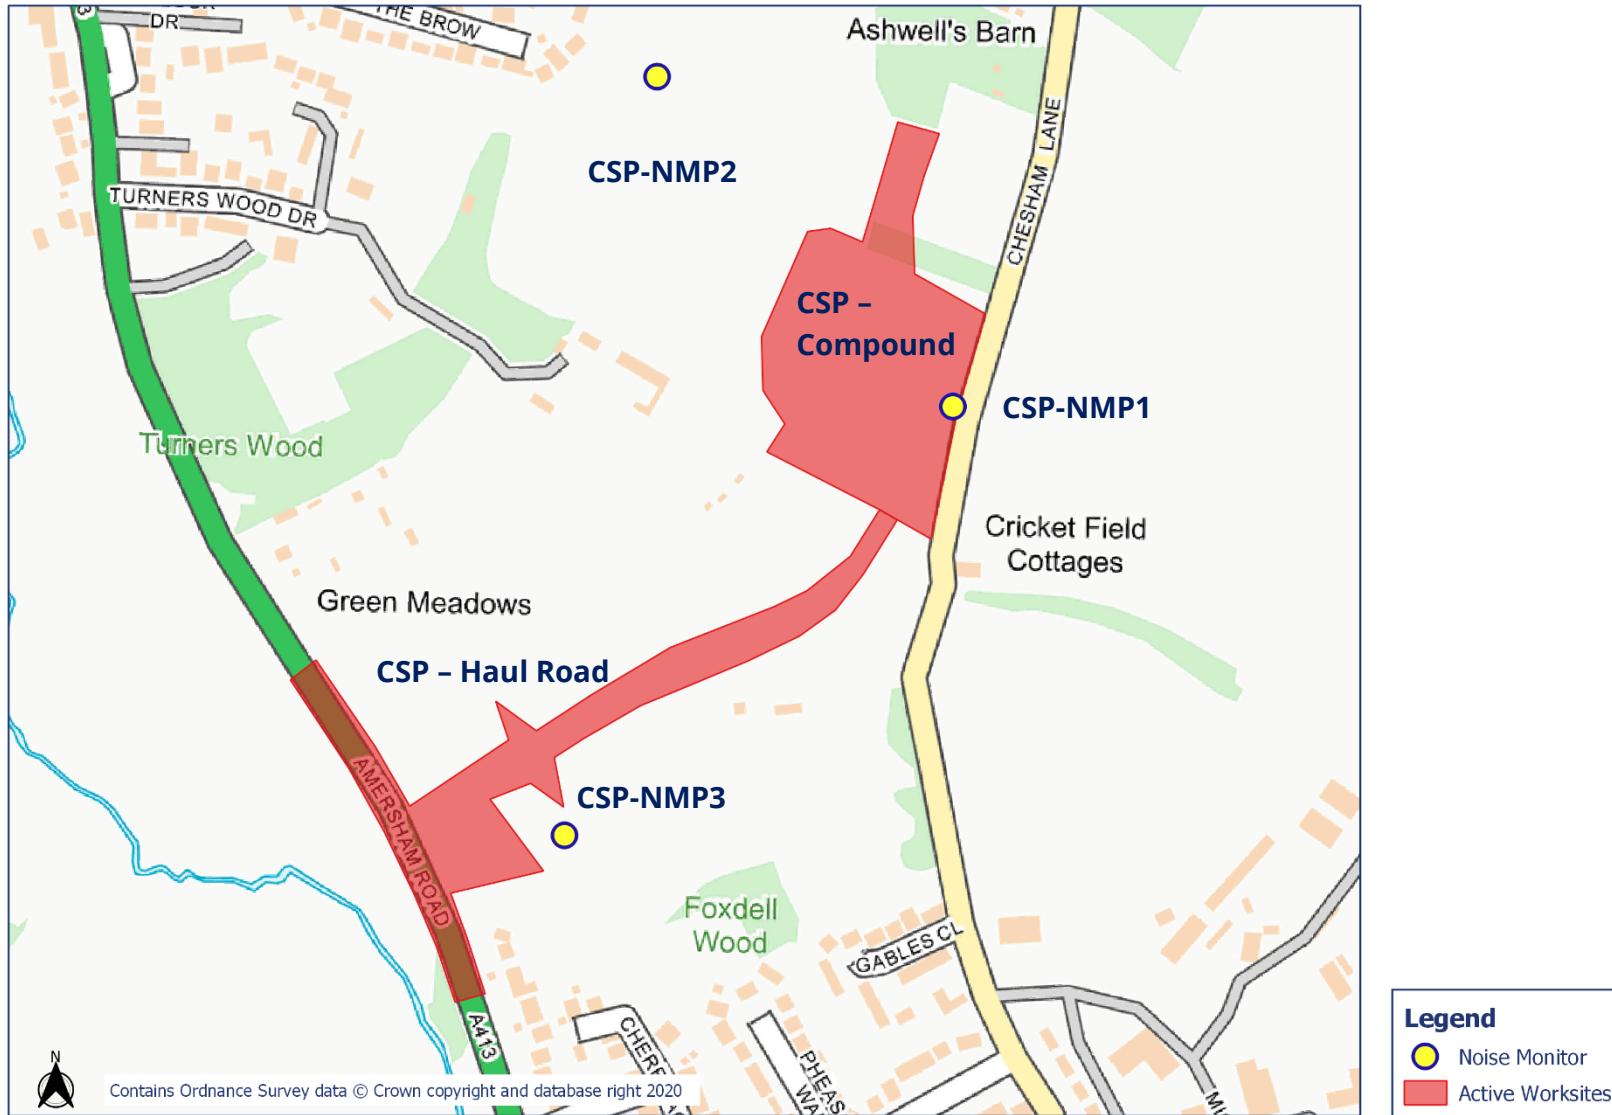 DR
THE BROW
Ashwell's Barn
CSP-NMP2
CHESHAM LANE
TURNERS WOOD DR
CSP –
Compound
CSP-NMP1
Turners Wood
Cricket Field
Cottages
Green Meadows
CSP – Haul Road
CSP-NMP3
AMERSHAM ROAD
Foxdell
Wood
GABLES CL
A413
N
Contains Ordnance Survey data © Crown copyright and database right 2020
Legend
Noise Monitor
Active Worksites